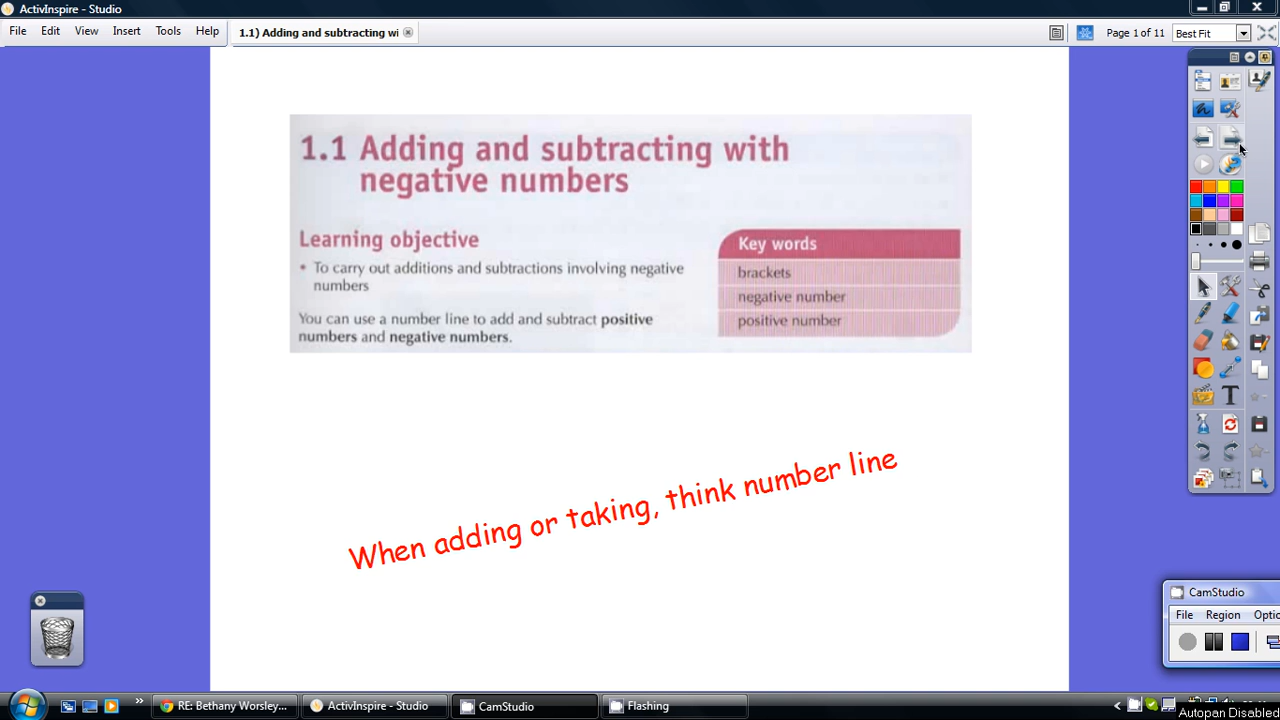 ActivInspire - Studio
File Edit View Insert Tools Help
1.1) Adding and subtracting wi
Page 1 of 11
Best Fit
1.1 Adding and subtracting with
negative numbers
Learning objective
• To carry out additions and subtractions involving negative
numbers
You can use a number line to add and subtract positive
numbers and negative numbers.
Key words
brackets
negative number
positive number
When adding or taking, think number line
T
CamStudio
File Region Optio
RE: Bethany Worsley...
ActivInspire - Studio
CamStudio
Flashing
Autopan Disabled